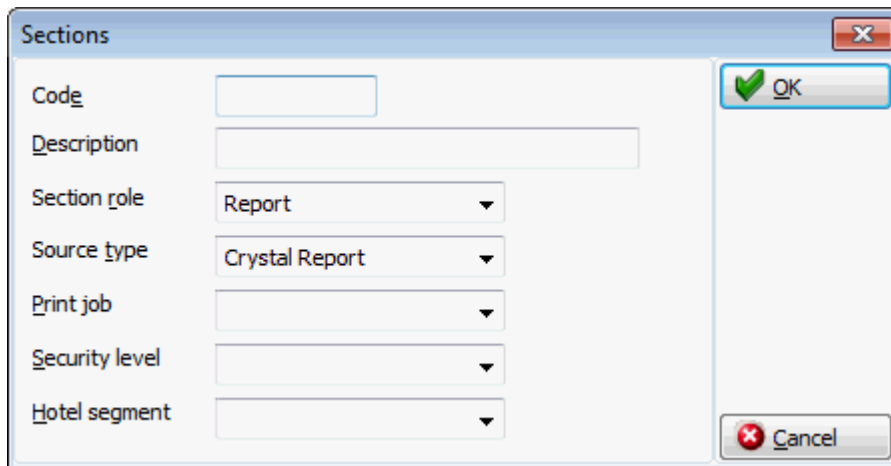 Sections
Code
Description
Section role Report
Source type Crystal Report
Print job
Security level
Hotel segment
OK
Cancel